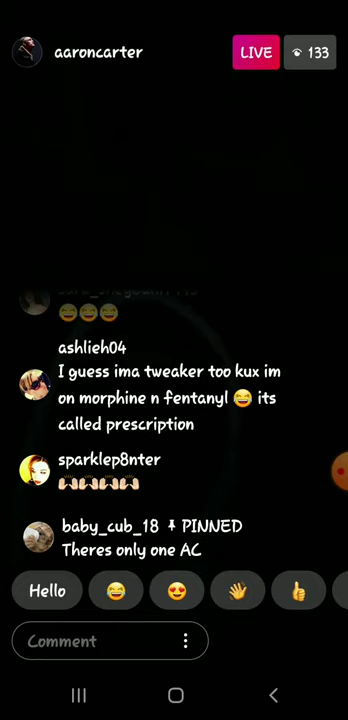 aaroncarter
LIVE
133
😂😂😂
ashlieh04
I guess ima tweaker too kux im
on morphine n fentanyl 😂 its
called prescription
sparklep8nter
🙌🏻🙌🏻🙌🏻🙌🏻
baby_cub_18 PINNED
Theres only one AC
Hello 😂 😍 👋 👍
Comment